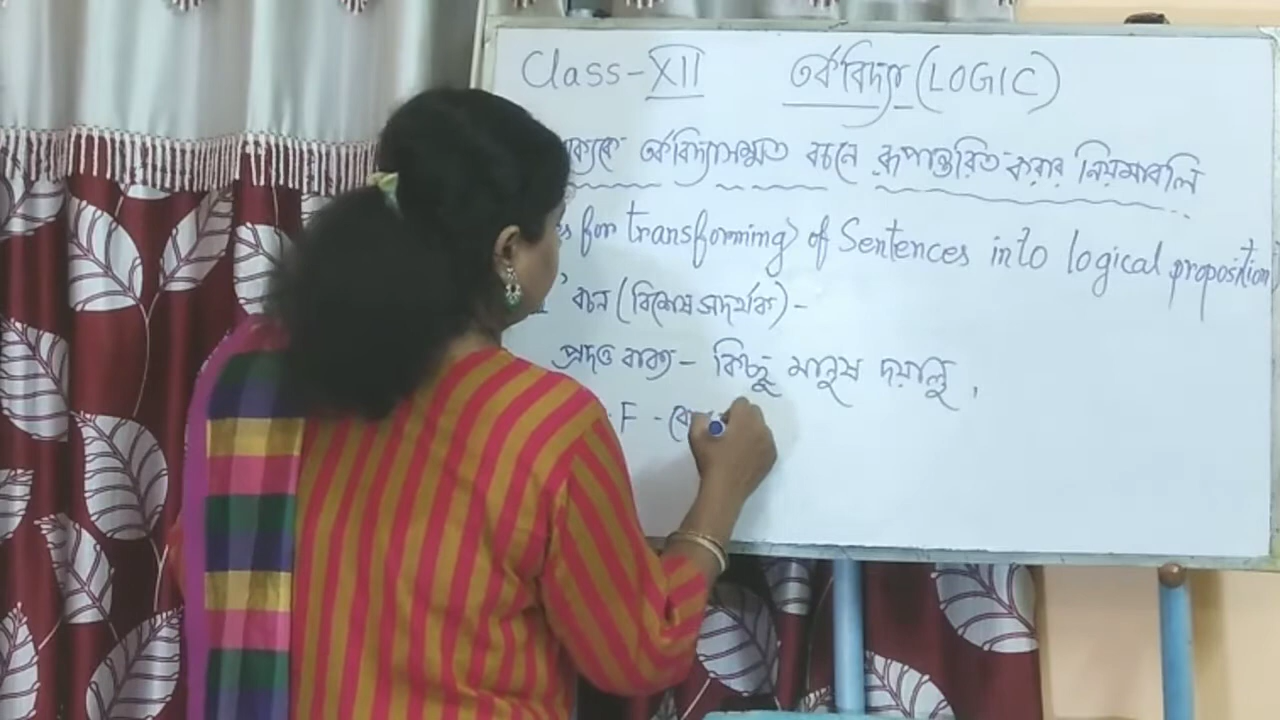 Class-XII তর্কবিদ্যা (LOGIC)
তর্কবিদ্যাসম্মত বচনে রূপান্তরিত করার নিয়মাবলি
for transforming of Sentences into logical proposition
' বচন (বিশেষ সদর্থক) -
প্রদত্ত বাক্য - কিছু মানুষ দয়ালু,
F -